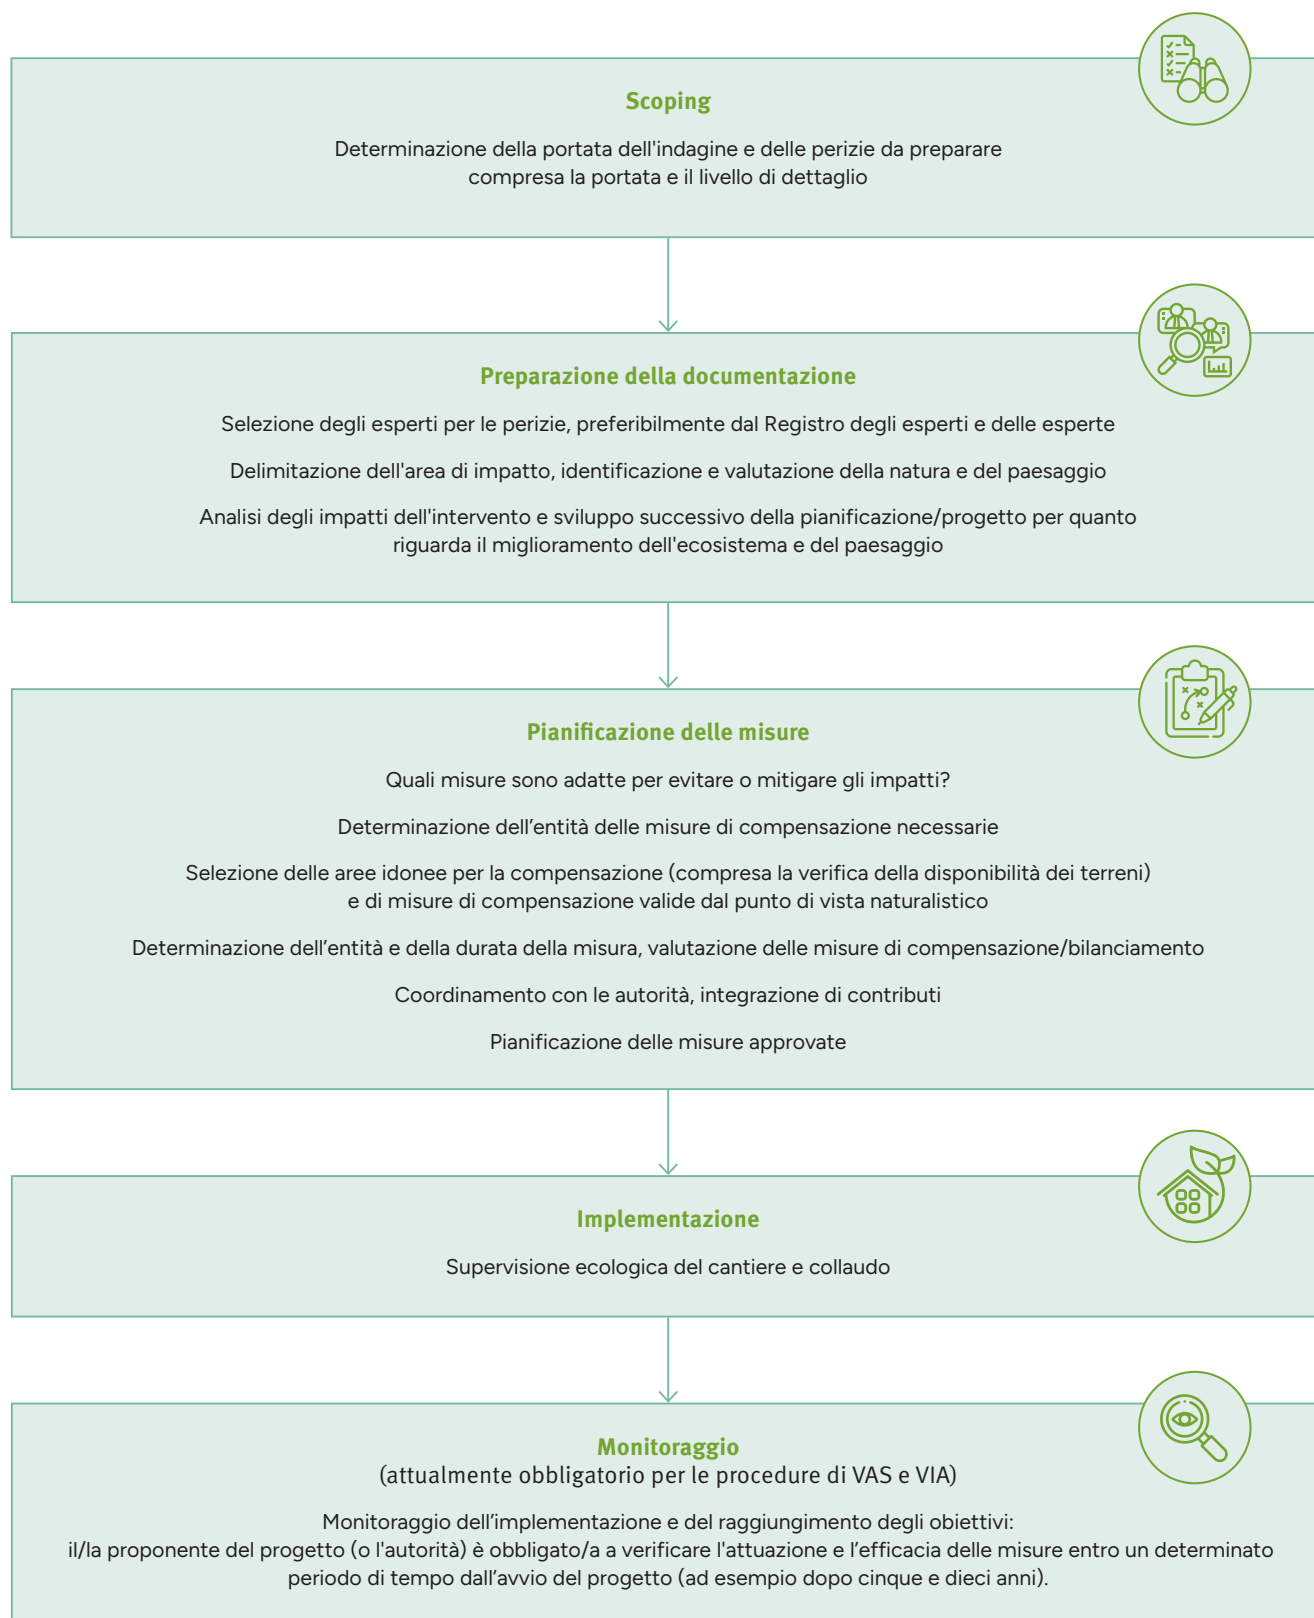 Scoping
Determinazione della portata dell'indagine e delle perizie da preparare
compresa la portata e il livello di dettaglio
Preparazione della documentazione
Selezione degli esperti per le perizie, preferibilmente dal Registro degli esperti e delle esperte
Delimitazione dell'area di impatto, identificazione e valutazione della natura e del paesaggio
Analisi degli impatti dell'intervento e sviluppo successivo della pianificazione/progetto per quanto
riguarda il miglioramento dell'ecosistema e del paesaggio
Pianificazione delle misure
Quali misure sono adatte per evitare o mitigare gli impatti?
Determinazione dell’entità delle misure di compensazione necessarie
Selezione delle aree idonee per la compensazione (compresa la verifica della disponibilità dei terreni)
e di misure di compensazione valide dal punto di vista naturalistico
Determinazione dell’entità e della durata della misura, valutazione delle misure di compensazione/bilanciamento
Coordinamento con le autorità, integrazione di contributi
Pianificazione delle misure approvate
Implementazione
Supervisione ecologica del cantiere e collaudo
Monitoraggio
(attualmente obbligatorio per le procedure di VAS e VIA)
Monitoraggio dell’implementazione e del raggiungimento degli obiettivi:
il/la proponente del progetto (o l'autorità) è obbligato/a a verificare l'attuazione e l’efficacia delle misure entro un determinato
periodo di tempo dall’avvio del progetto (ad esempio dopo cinque e dieci anni).